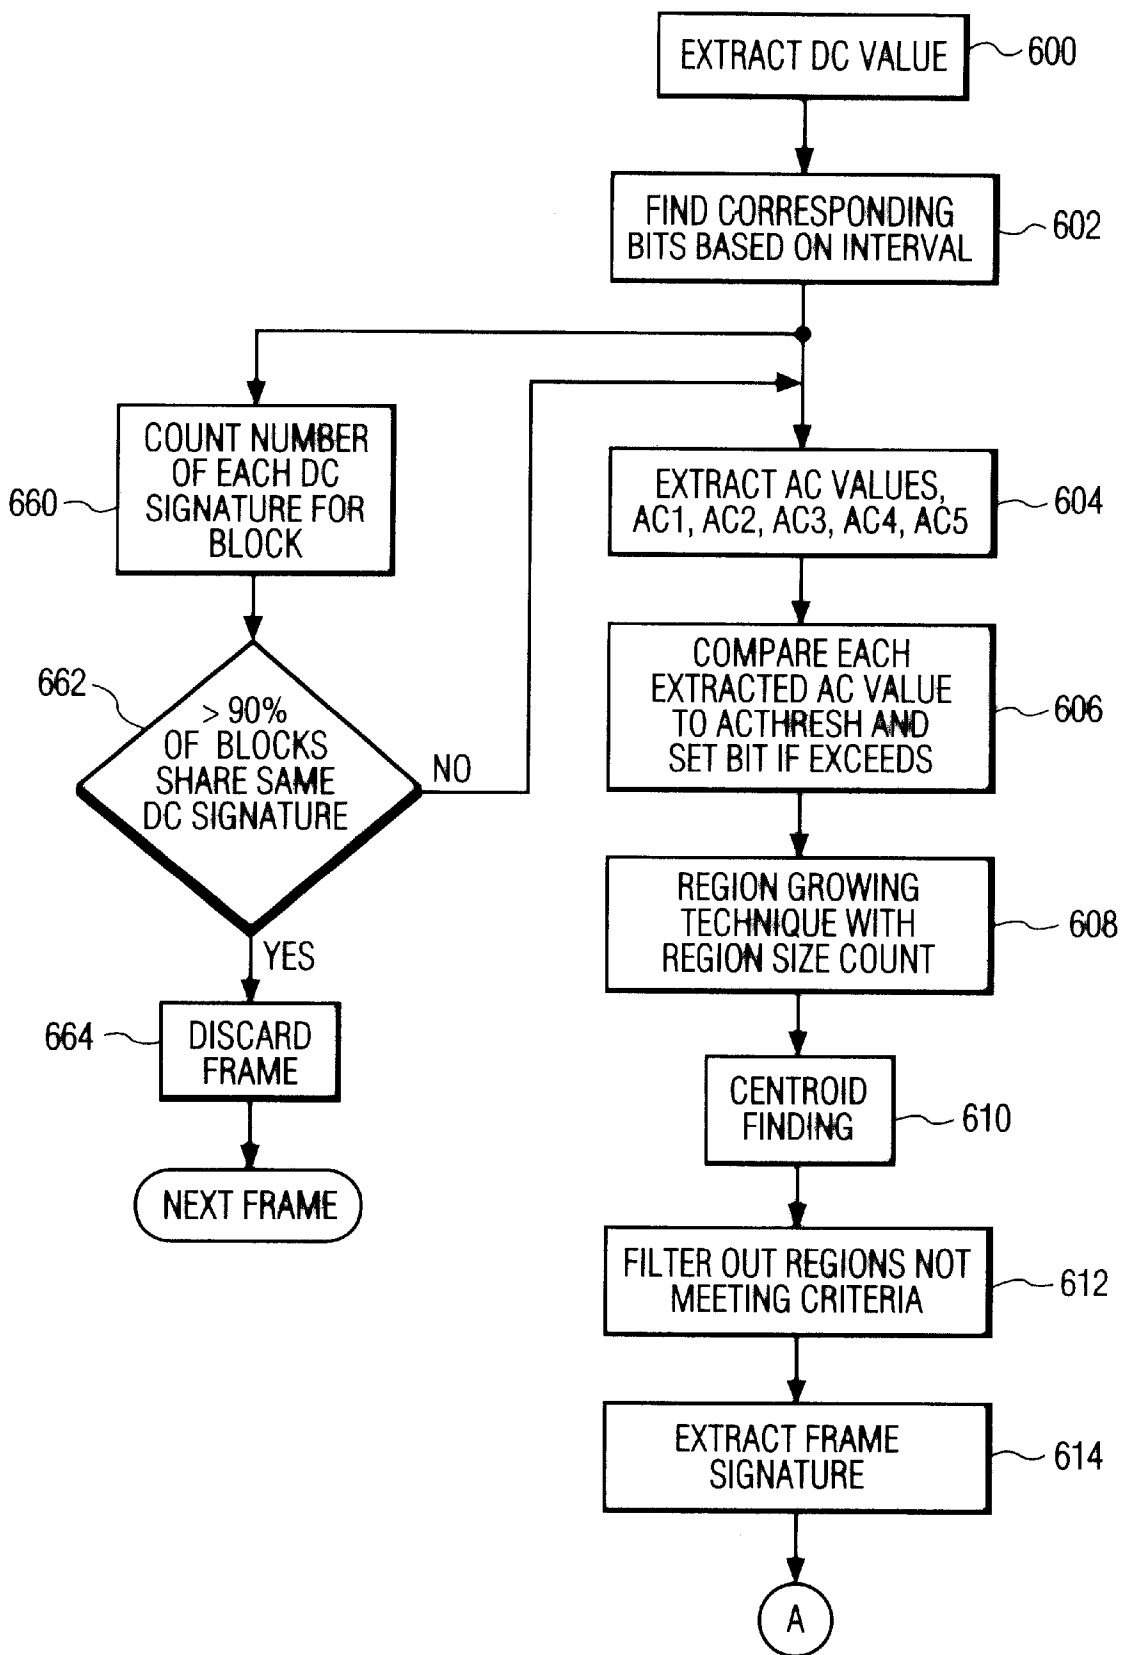 EXTRACT DC VALUE
600
FIND CORRESPONDING
BITS BASED ON INTERVAL
602
COUNT NUMBER
OF EACH DC
SIGNATURE FOR
BLOCK
660
EXTRACT AC VALUES,
AC1, AC2, AC3, AC4, AC5
604
662
> 90%
OF BLOCKS
SHARE SAME
DC SIGNATURE
NO
COMPARE EACH
EXTRACTED AC VALUE
TO ACTHRESH AND
SET BIT IF EXCEEDS
606
REGION GROWING
TECHNIQUE WITH
REGION SIZE COUNT
608
YES
664
DISCARD
FRAME
CENTROID
FINDING
610
NEXT FRAME
FILTER OUT REGIONS NOT
MEETING CRITERIA
612
EXTRACT FRAME
SIGNATURE
614
A